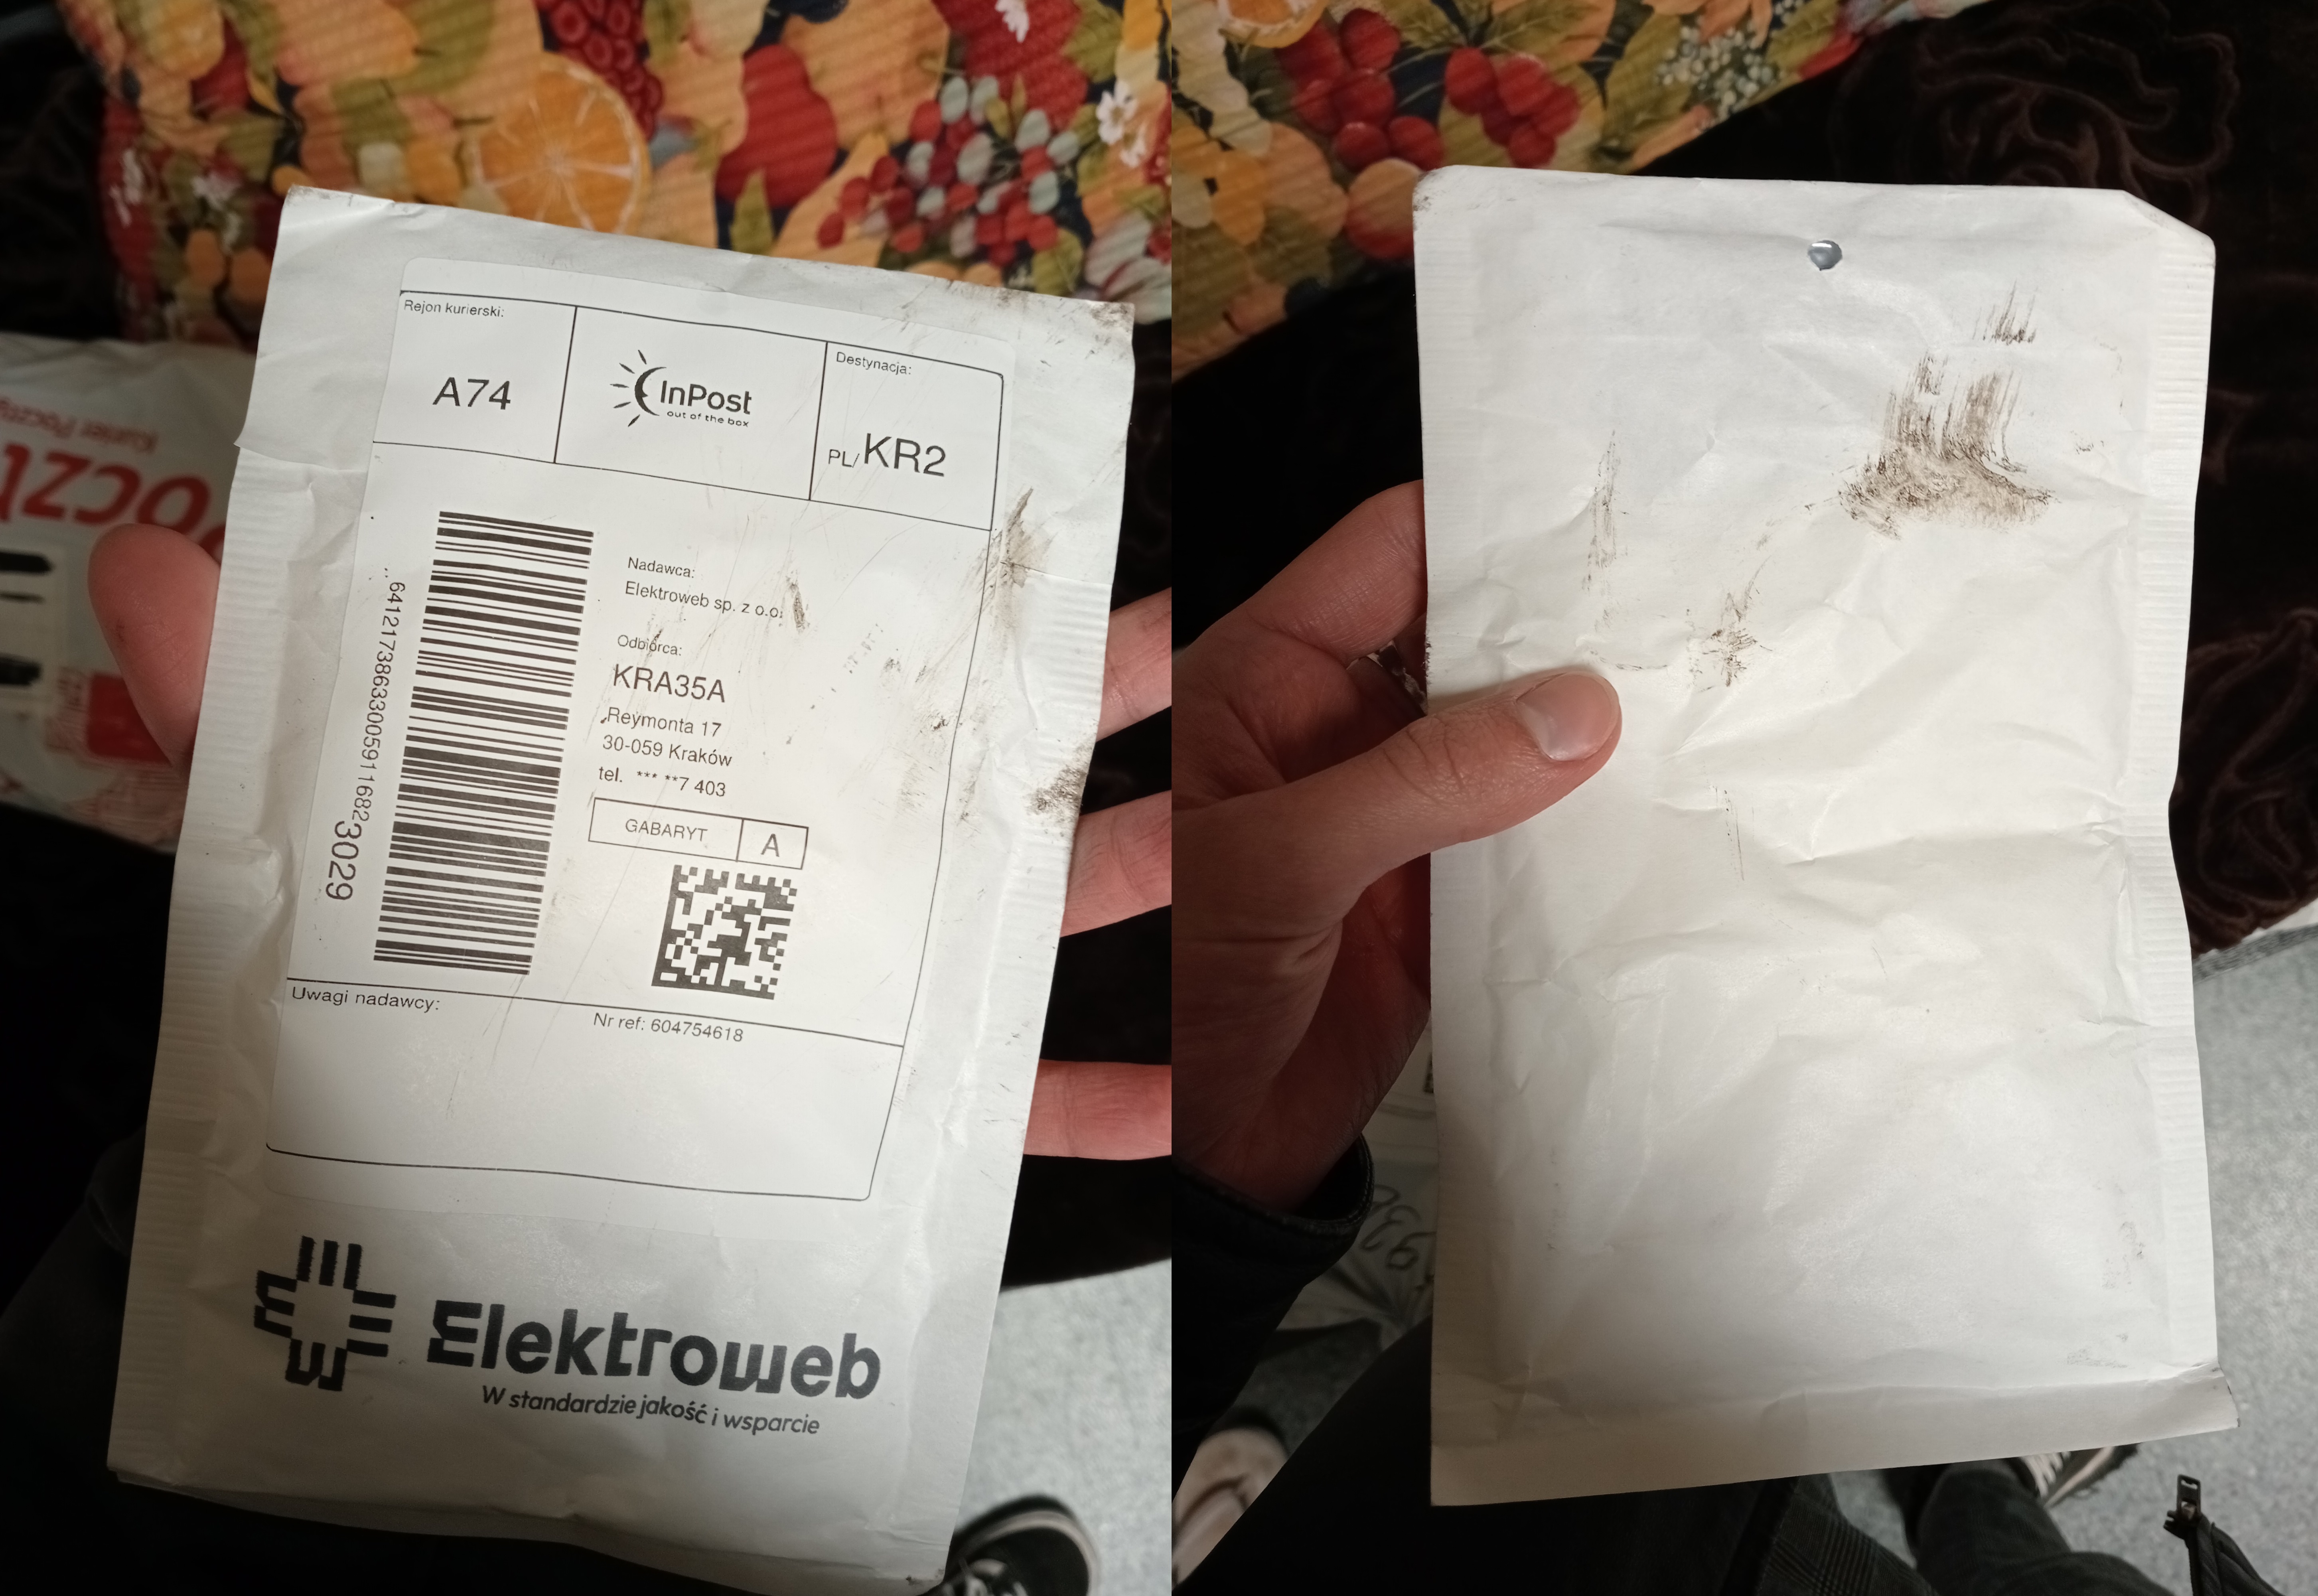 Rejon kurierski:
A74
InPost
out of the box
Destynacja:
PL/KR2
Nadawca:
Elektroweb sp. z o.o.
Odbiorca:
KRA35A
Reymonta 17
30-059 Kraków
tel. *** **7 403
GABARYT A
641217386330059116823029
Uwagi nadawcy:
Nr ref: 604754618
Elektroweb
W standardzie jakość i wsparcie
Kurier